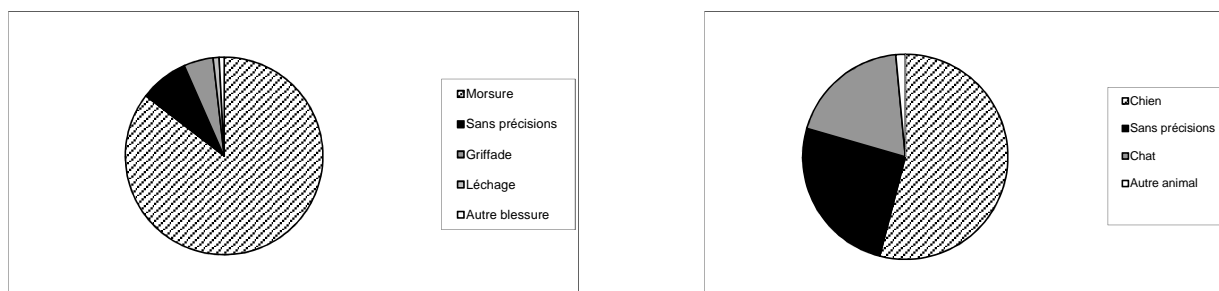 Morsure
Sans précisions
Griffade
Léchage
Autre blessure
Chien
Sans précisions
Chat
Autre animal